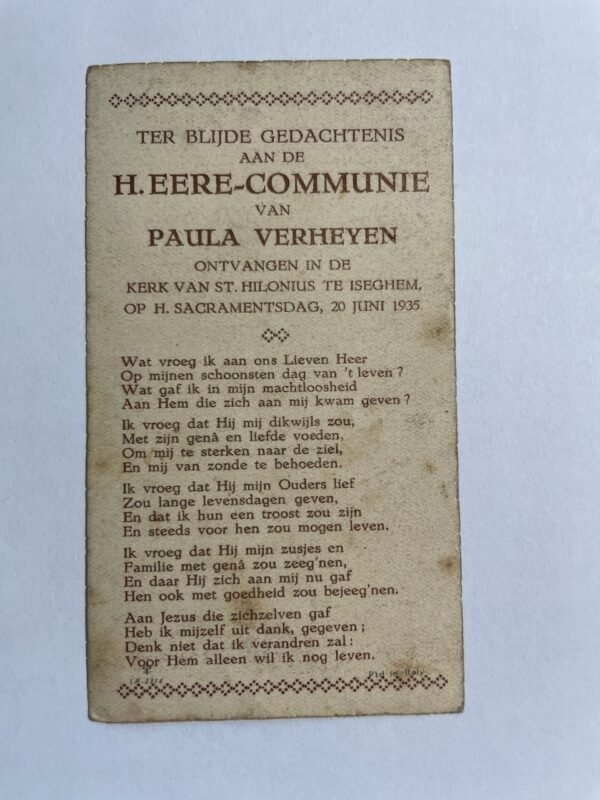 TER BLIJDE GEDACHTENIS
AAN DE
H. EERE-COMMUNIE
VAN
PAULA VERHEYEN
ONTVANGEN IN DE
KERK VAN ST. HILONIUS TE ISEGHEM,
OP H. SACRAMENTSDAG, 20 JUNI 1935
Wat vroeg ik aan ons Lieven Heer
Op mijnen schoonsten dag van 't leven?
Wat gaf ik in mijn machtloosheid
Aan Hem die zich aan mij kwam geven?
Ik vroeg dat Hij mij dikwijls zou,
Met zijn genâ en liefde voeden,
Om mij te sterken naar de ziel,
En mij van zonde te behoeden.
Ik vroeg dat Hij mijn Ouders lief
Zou lange levensdagen geven,
En dat ik hun een troost zou zijn
En steeds voor hen zou mogen leven.
Ik vroeg dat Hij mijn zusjes en
Familie met genâ zou zeeg'nen,
En daar Hij zich aan mij nu gaf
Hen ook met goedheid zou bejeeg'nen.
Aan Jezus die zichzelven gaf
Heb ik mijzelf uit dank, gegeven;
Denk niet dat ik verandren zal:
Voor Hem alleen wil ik nog leven.
Ptd in Italy